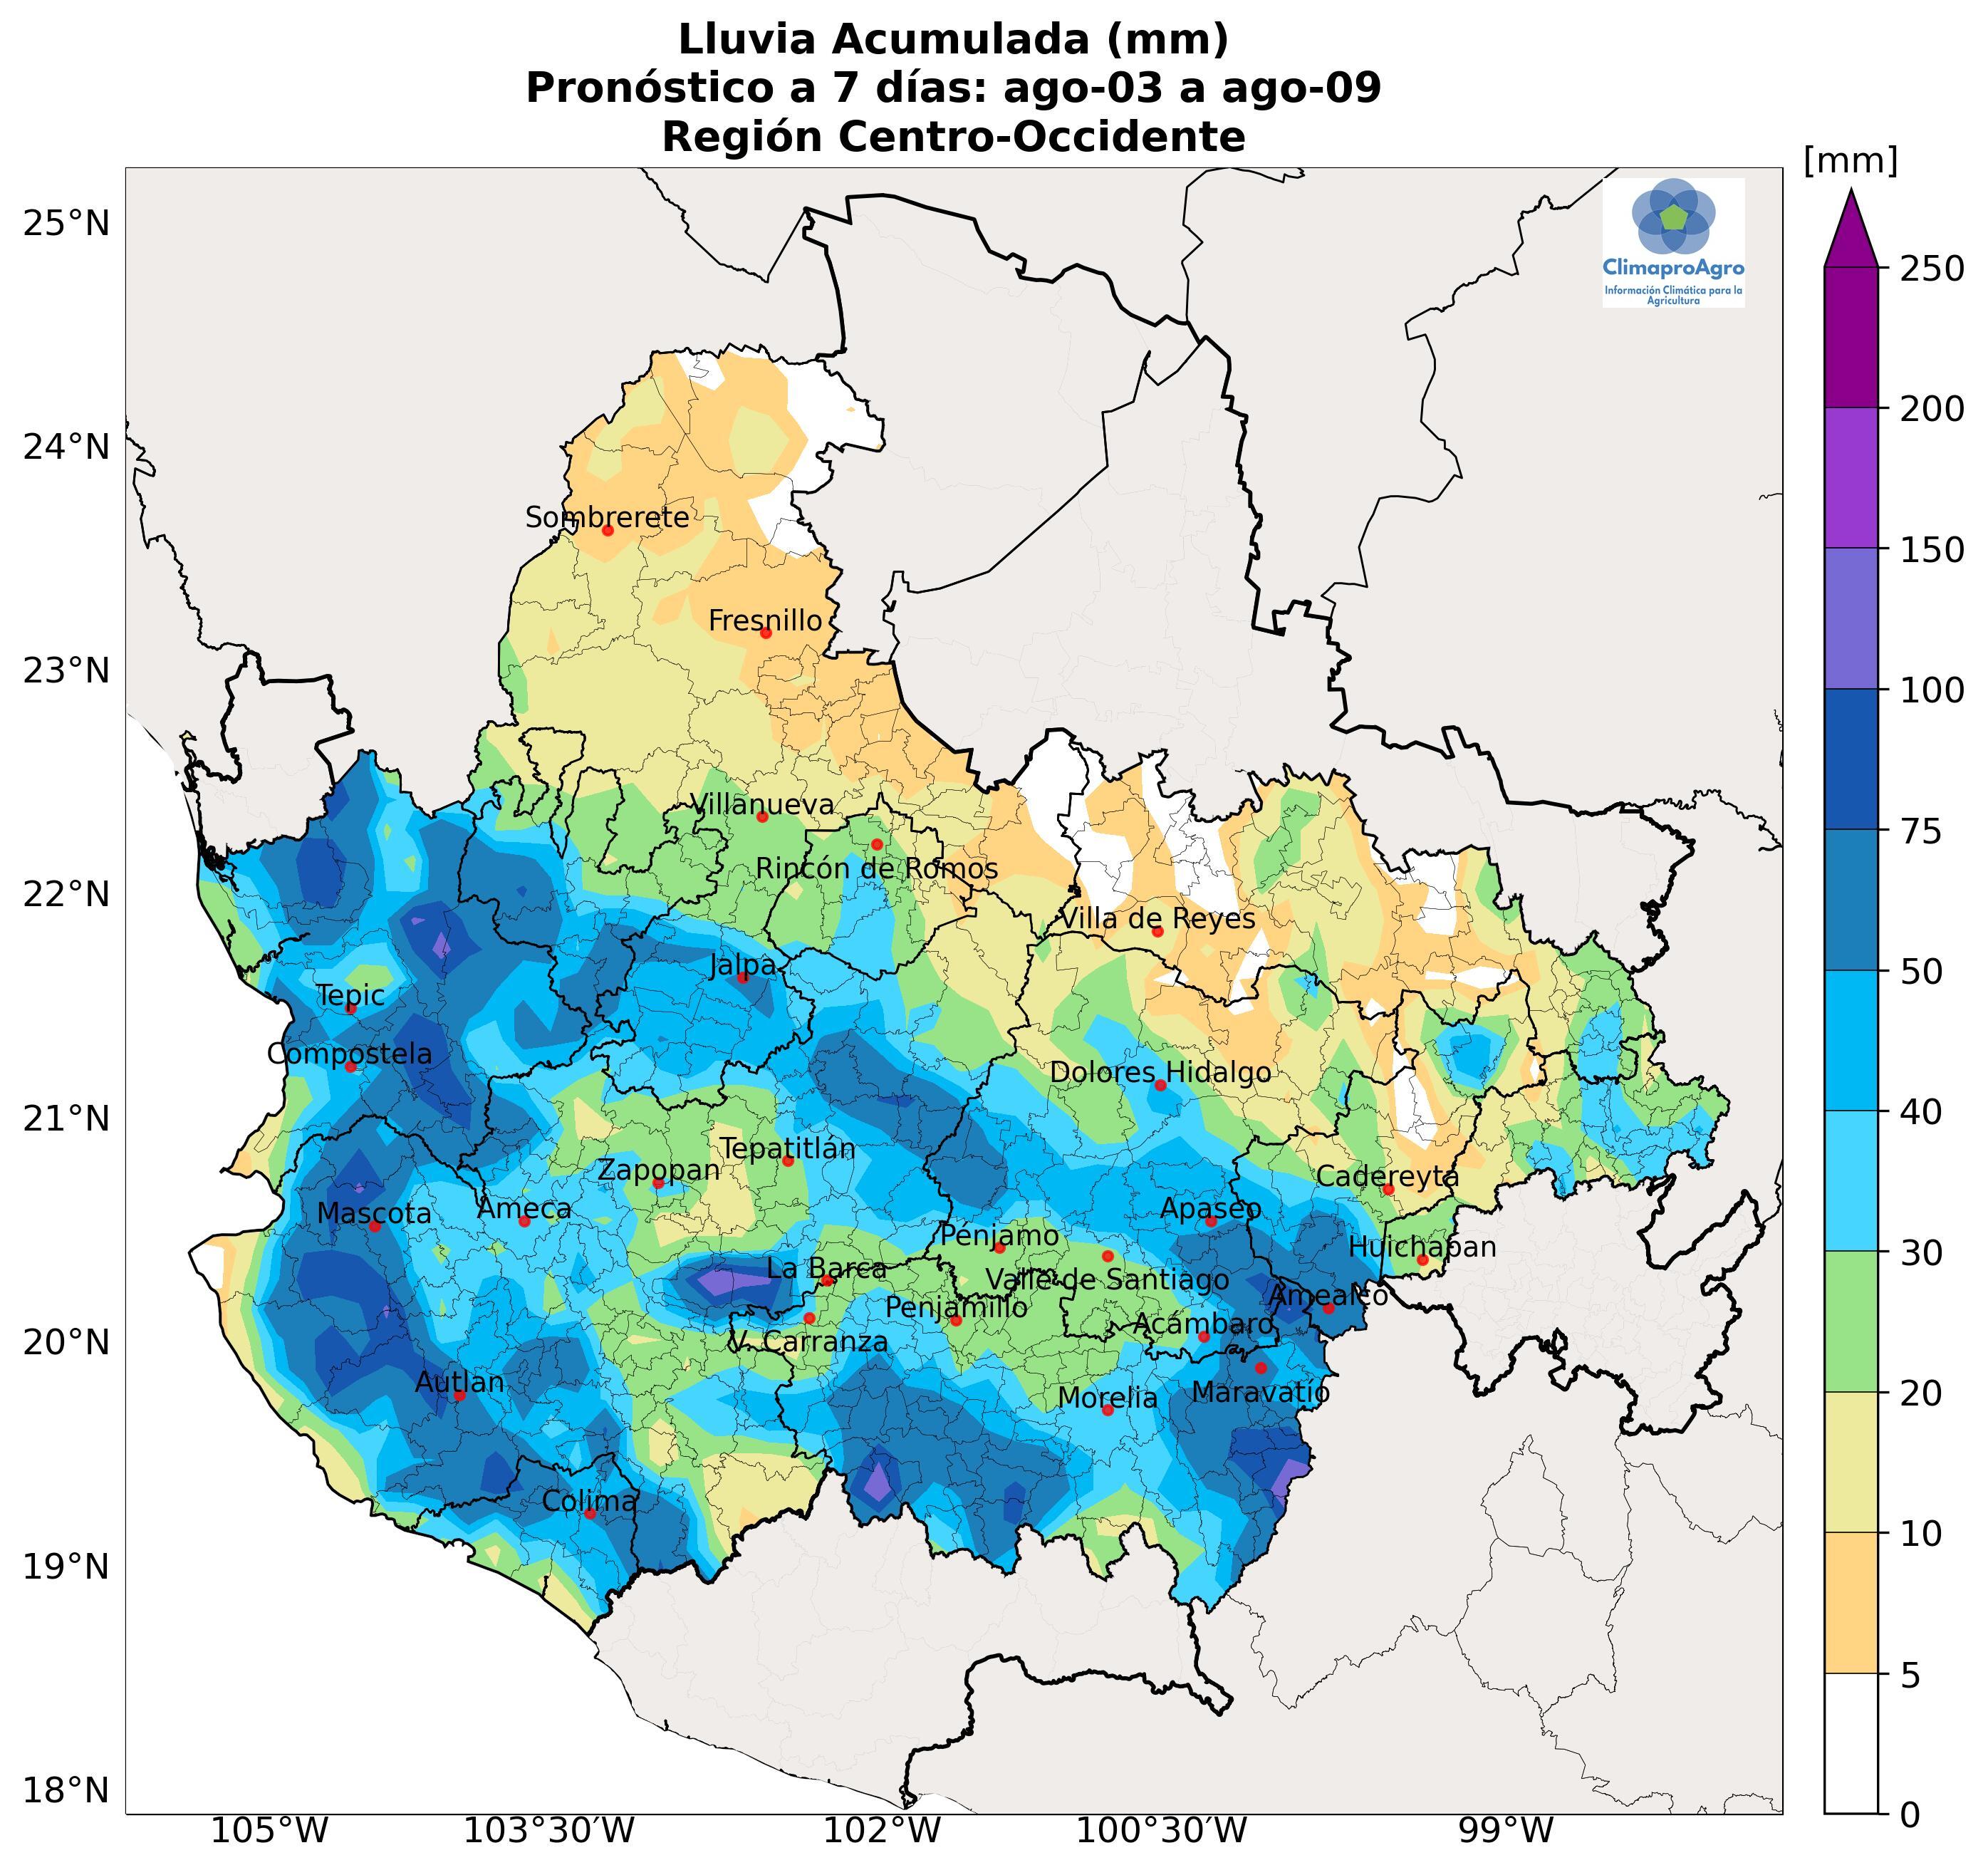 Lluvia Acumulada (mm)
Pronóstico a 7 días: ago-03 a ago-09
Región Centro-Occidente
[mm]
25°N
24°N
23°N
22°N
21°N
20°N
19°N
18°N
ClimaproAgro
Información Climática para la
Agricultura
Sombrerete
Fresnillo
Villanueva
Rincón de Romos
Villa de Reyes
Jalpa
Tepic
Compostela
Dolores Hidalgo
Tepatitlán
Zapopan
Cadereyta
Mascota
Ameca
Apaseo
Pénjamo
Huichapan
La Barca
Valle de Santiago
Amealco
Penjamillo
Acámbaro
V. Carranza
Autlan
Morelia
Maravatío
Colima
105°W
103°30'W
102°W
100°30'W
99°W
250
200
150
100
75
50
40
30
20
10
5
0